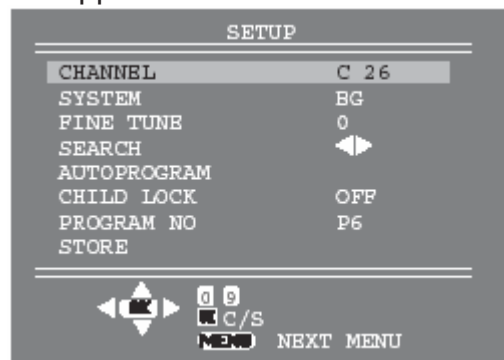 SETUP
CHANNEL C 26
SYSTEM BG
FINE TUNE 0
SEARCH
AUTOPROGRAM
CHILD LOCK OFF
PROGRAM NO P6
STORE
OK 0 9
C/S
MENU NEXT MENU